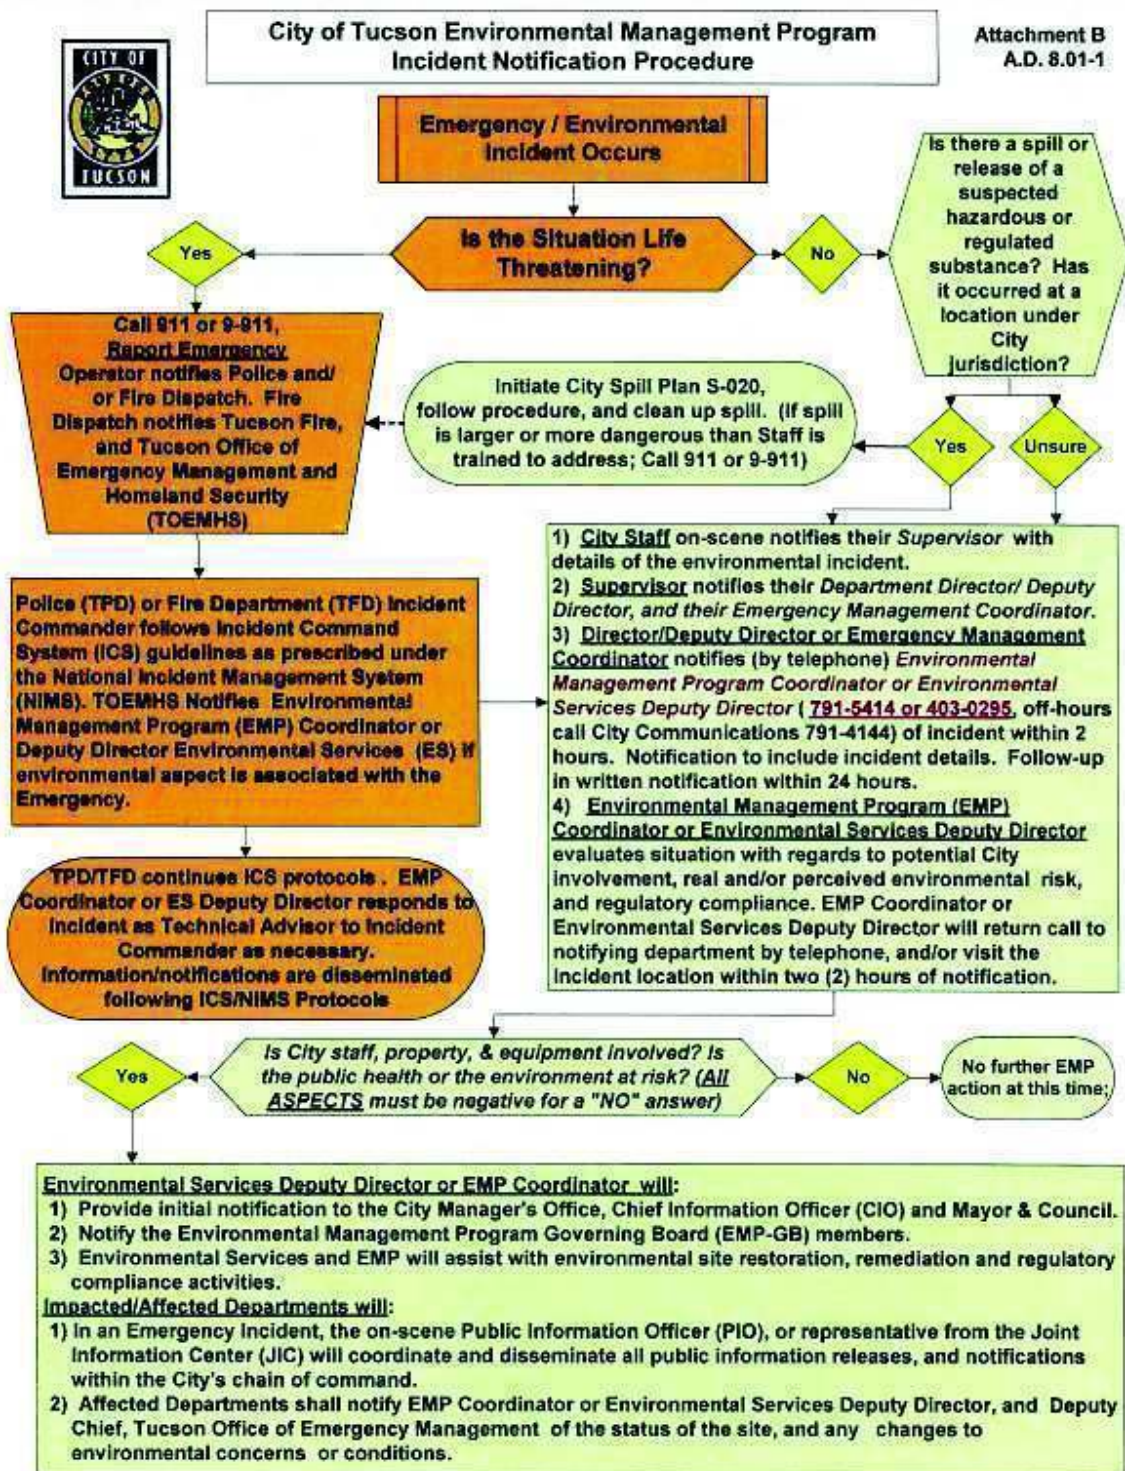 City of Tucson Environmental Management Program
Incident Notification Procedure
Attachment B
A.D. 8.01-1
CITY OF
TUCSON
Emergency / Environmental
Incident Occurs
Is the Situation Life
Threatening?
Yes
No
Is there a spill or
release of a
suspected
hazardous or
regulated
substance? Has
it occurred at a
location under
City
jurisdiction?
Call 911 or 9-911,
Report Emergency
Operator notifies Police and/
or Fire Dispatch. Fire
Dispatch notifies Tucson Fire,
and Tucson Office of
Emergency Management and
Homeland Security
(TOEMHS)
Initiate City Spill Plan S-020,
follow procedure, and clean up spill. (if spill
is larger or more dangerous than Staff is
trained to address; Call 911 or 9-911)
Yes
Unsure
Police (TPD) or Fire Department (TFD) Incident
Commander follows Incident Command
System (ICS) guidelines as prescribed under
the National Incident Management System
(NIMS). TOEMHS Notifies Environmental
Management Program (EMP) Coordinator or
Deputy Director Environmental Services (ES) if
environmental aspect is associated with the
Emergency.
1) City Staff on-scene notifies their Supervisor with
details of the environmental incident.
2) Supervisor notifies their Department Director/ Deputy
Director, and their Emergency Management Coordinator.
3) Director/Deputy Director or Emergency Management
Coordinator notifies (by telephone) Environmental
Management Program Coordinator or Environmental
Services Deputy Director ( 791-5414 or 403-0295, off-hours
call City Communications 791-4144) of incident within 2
hours. Notification to include incident details. Follow-up
in written notification within 24 hours.
4) Environmental Management Program (EMP)
Coordinator or Environmental Services Deputy Director
evaluates situation with regards to potential City
involvement, real and/or perceived environmental risk,
and regulatory compliance. EMP Coordinator or
Environmental Services Deputy Director will return call to
notifying department by telephone, and/or visit the
incident location within two (2) hours of notification.
TPD/TFD continues ICS protocols . EMP
Coordinator or ES Deputy Director responds to
Incident as Technical Advisor to Incident
Commander as necessary.
Information/notifications are disseminated
following ICS/NIMS Protocols
Yes
Is City staff, property, & equipment involved? Is
the public health or the environment at risk? (All
ASPECTS must be negative for a "NO" answer)
No
No further EMP
action at this time;
Environmental Services Deputy Director or EMP Coordinator will:
1) Provide initial notification to the City Manager's Office, Chief Information Officer (CIO) and Mayor & Council.
2) Notify the Environmental Management Program Governing Board (EMP-GB) members.
3) Environmental Services and EMP will assist with environmental site restoration, remediation and regulatory
compliance activities.
Impacted/Affected Departments will:
1) In an Emergency Incident, the on-scene Public Information Officer (PIO), or representative from the Joint
Information Center (JIC) will coordinate and disseminate all public information releases, and notifications
within the City's chain of command.
2) Affected Departments shall notify EMP Coordinator or Environmental Services Deputy Director, and Deputy
Chief, Tucson Office of Emergency Management of the status of the site, and any changes to
environmental concerns or conditions.